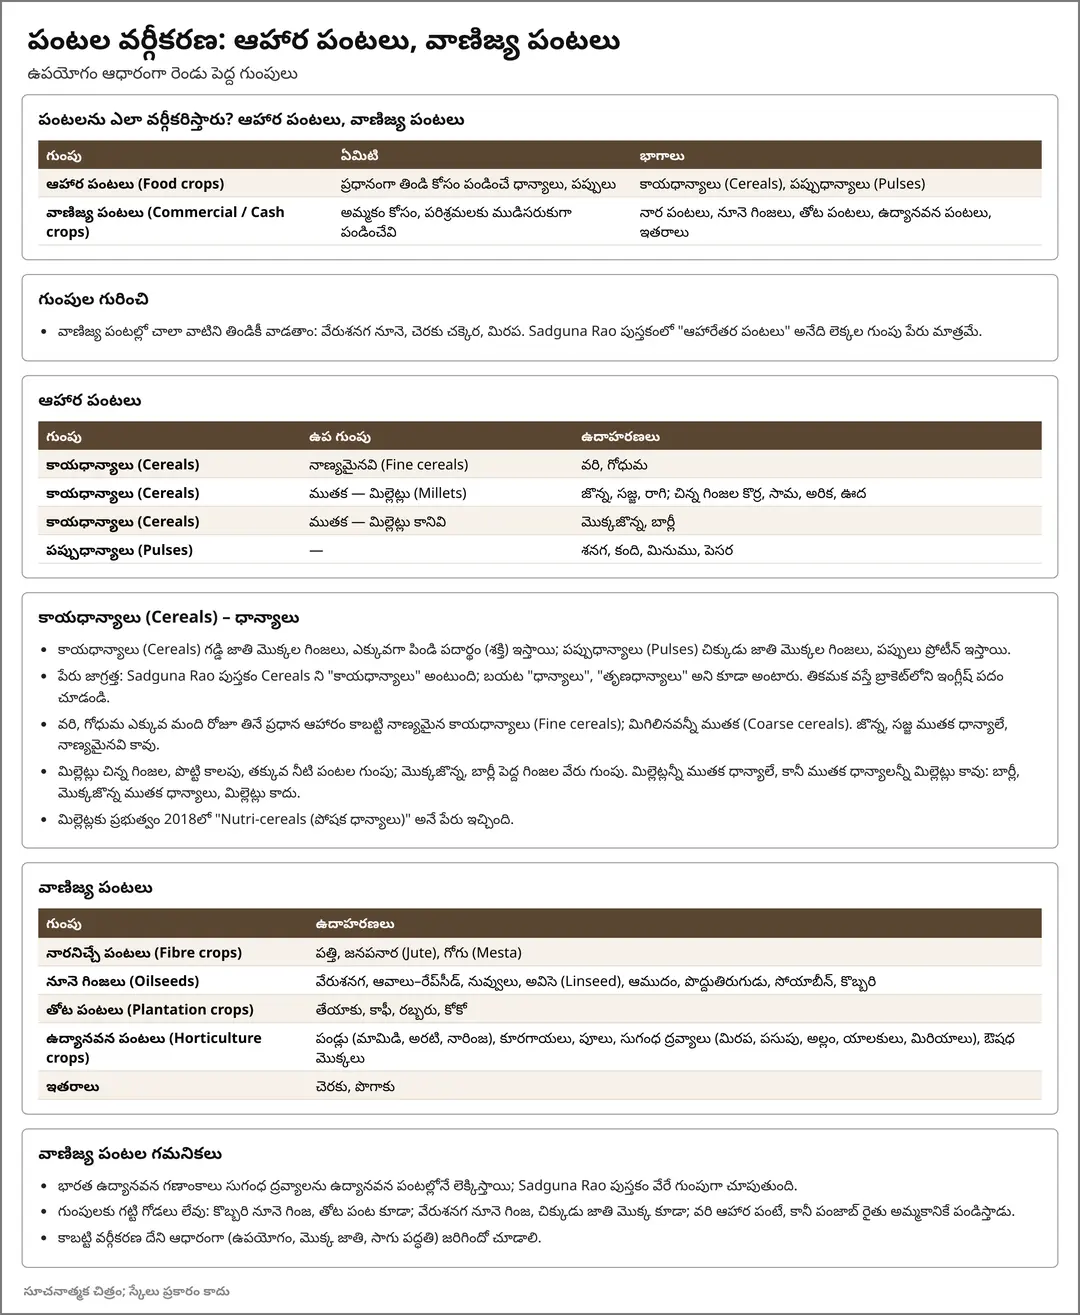 పంటల వర్గీకరణ: ఆహార పంటలు, వాణిజ్య పంటలు
ఉపయోగం ఆధారంగా రెండు పెద్ద గుంపులు
పంటలను ఎలా వర్గీకరిస్తారు? ఆహార పంటలు, వాణిజ్య పంటలు
గుంపు ఏమిటి భాగాలు
ఆహార పంటలు (Food crops) ప్రధానంగా తిండి కోసం పండించే ధాన్యాలు, పప్పులు కాయధాన్యాలు (Cereals), పప్పుధాన్యాలు (Pulses)
వాణిజ్య పంటలు (Commercial / Cash అమ్మకం కోసం, పరిశ్రమలకు ముడిసరుకుగా నార పంటలు, నూనె గింజలు, తోట పంటలు, ఉద్యానవన పంటలు,
crops) పండించేవి ఇతరాలు
గుంపుల గురించి
• వాణిజ్య పంటల్లో చాలా వాటిని తిండికీ వాడతాం: వేరుశనగ నూనె, చెరకు చక్కెర, మిరప. Sadguna Rao పుస్తకంలో "ఆహారేతర పంటలు" అనేది లెక్కల గుంపు పేరు మాత్రమే.
ఆహార పంటలు
గుంపు ఉప గుంపు ఉదాహరణలు
కాయధాన్యాలు (Cereals) నాణ్యమైనవి (Fine cereals) వరి, గోధుమ
కాయధాన్యాలు (Cereals) ముతక — మిల్లెట్లు (Millets) జొన్న, సజ్జ, రాగి; చిన్న గింజల కొర్ర, సామ, అరిక, ఊద
కాయధాన్యాలు (Cereals) ముతక — మిల్లెట్లు కానివి మొక్కజొన్న, బార్లీ
పప్పుధాన్యాలు (Pulses) — శనగ, కంది, మినుము, పెసర
కాయధాన్యాలు (Cereals) – ధాన్యాలు
• కాయధాన్యాలు (Cereals) గడ్డి జాతి మొక్కల గింజలు, ఎక్కువగా పిండి పదార్థం (శక్తి) ఇస్తాయి; పప్పుధాన్యాలు (Pulses) చిక్కుడు జాతి మొక్కల గింజలు, పప్పులు ప్రోటీన్ ఇస్తాయి.
• పేరు జాగ్రత్త: Sadguna Rao పుస్తకం Cereals ని "కాయధాన్యాలు" అంటుంది; బయట "ధాన్యాలు", "తృణధాన్యాలు" అని కూడా అంటారు. తికమక వస్తే బ్రాకెట్‌లోని ఇంగ్లీష్ పదం
చూడండి.
• వరి, గోధుమ ఎక్కువ మంది రోజూ తినే ప్రధాన ఆహారం కాబట్టి నాణ్యమైన కాయధాన్యాలు (Fine cereals); మిగిలినవన్నీ ముతక (Coarse cereals). జొన్న, సజ్జ ముతక ధాన్యాలే,
నాణ్యమైనవి కావు.
• మిల్లెట్లు చిన్న గింజల, పొట్టి కాలపు, తక్కువ నీటి పంటల గుంపు; మొక్కజొన్న, బార్లీ పెద్ద గింజల వేరు గుంపు. మిల్లెట్లన్నీ ముతక ధాన్యాలే, కానీ ముతక ధాన్యాలన్నీ మిల్లెట్లు కావు: బార్లీ,
మొక్కజొన్న ముతక ధాన్యాలు, మిల్లెట్లు కాదు.
• మిల్లెట్లకు ప్రభుత్వం 2018లో "Nutri-cereals (పోషక ధాన్యాలు)" అనే పేరు ఇచ్చింది.
వాణిజ్య పంటలు
గుంపు ఉదాహరణలు
నారనిచ్చే పంటలు (Fibre crops) పత్తి, జనపనార (Jute), గోగు (Mesta)
నూనె గింజలు (Oilseeds) వేరుశనగ, ఆవాలు–రేప్‌సీడ్, నువ్వులు, అవిసె (Linseed), ఆముదం, పొద్దుతిరుగుడు, సోయాబీన్, కొబ్బరి
తోట పంటలు (Plantation crops) తేయాకు, కాఫీ, రబ్బరు, కోకో
ఉద్యానవన పంటలు (Horticulture పండ్లు (మామిడి, అరటి, నారింజ), కూరగాయలు, పూలు, సుగంధ ద్రవ్యాలు (మిరప, పసుపు, అల్లం, యాలకులు, మిరియాలు), ఔషధ
crops) మొక్కలు
ఇతరాలు చెరకు, పొగాకు
వాణిజ్య పంటల గమనికలు
• భారత ఉద్యానవన గణాంకాలు సుగంధ ద్రవ్యాలను ఉద్యానవన పంటల్లోనే లెక్కిస్తాయి; Sadguna Rao పుస్తకం వేరే గుంపుగా చూపుతుంది.
• గుంపులకు గట్టి గోడలు లేవు: కొబ్బరి నూనె గింజ, తోట పంట కూడా; వేరుశనగ నూనె గింజ, చిక్కుడు జాతి మొక్క కూడా; వరి ఆహార పంటే, కానీ పంజాబ్ రైతు అమ్మకానికే పండిస్తాడు.
• కాబట్టి వర్గీకరణ దేని ఆధారంగా (ఉపయోగం, మొక్క జాతి, సాగు పద్ధతి) జరిగిందో చూడాలి.
సూచనాత్మక చిత్రం; స్కేలు ప్రకారం కాదు